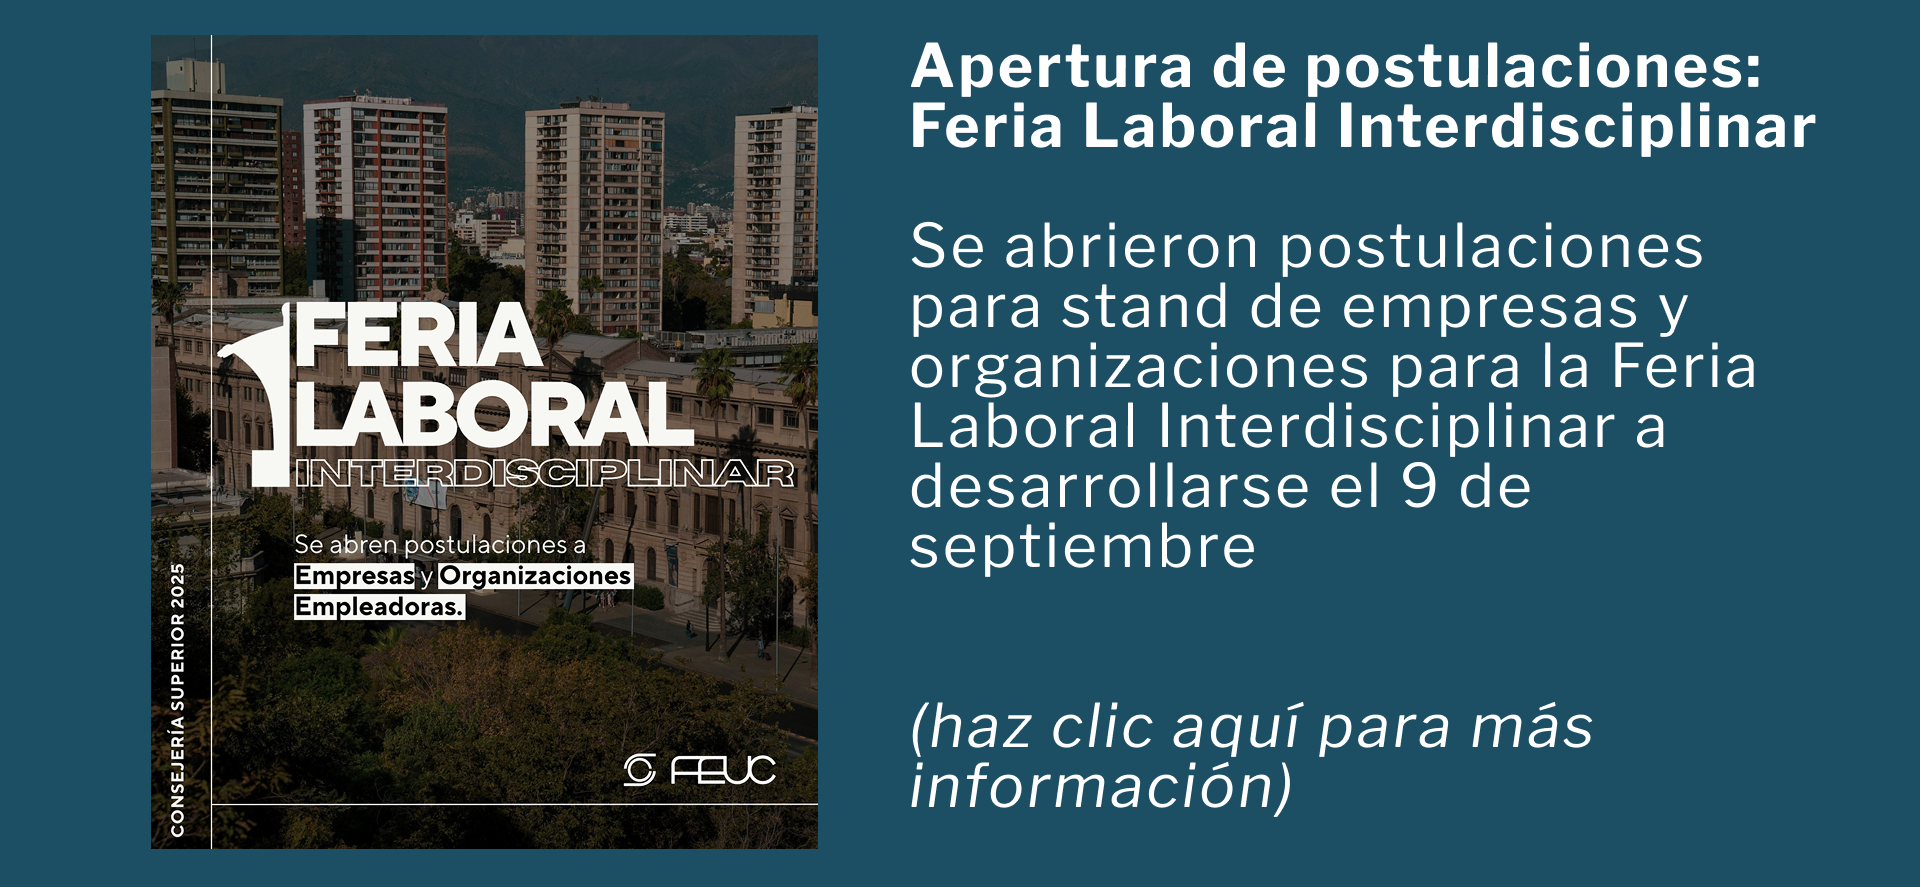 FERIA
LABORAL
INTERDISCIPLINAR
Se abren postulaciones a
Empresas y Organizaciones
Empleadoras.
CONSEJERÍA SUPERIOR 2025
FEUC
Apertura de postulaciones:
Feria Laboral Interdisciplinar
Se abrieron postulaciones
para stand de empresas y
organizaciones para la Feria
Laboral Interdisciplinar a
desarrollarse el 9 de
septiembre
(haz clic aquí para más
información)